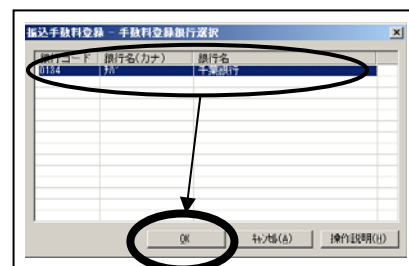 振込手数料登録 － 手数料登録銀行選択
銀行コード 銀行名(カナ) 銀行名
0134 ﾁﾊﾞ 千葉銀行
OK ｷｬﾝｾﾙ(A) 操作説明(H)